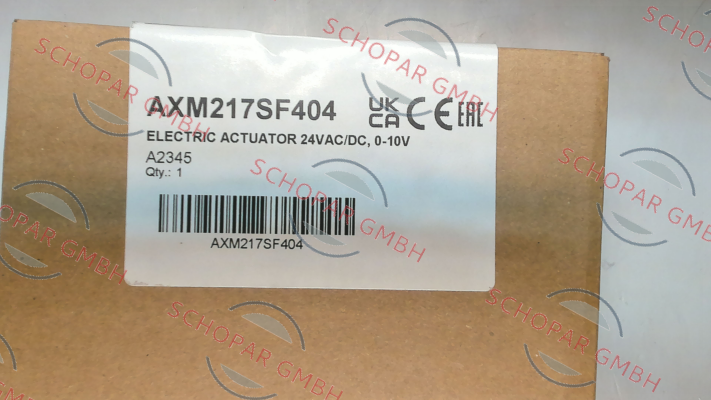 AXM217SF404
UK CA CE EAC
ELECTRIC ACTUATOR 24VAC/DC, 0-10V
A2345
Qty.: 1
AXM217SF404
SCHOPAR GMBH
SCHOPAR GMBH
SCHOPAR GMBH
SCHOPAR GMBH
SCHOPAR GMBH
SCHOPAR GMBH
SCHOPAR GMBH